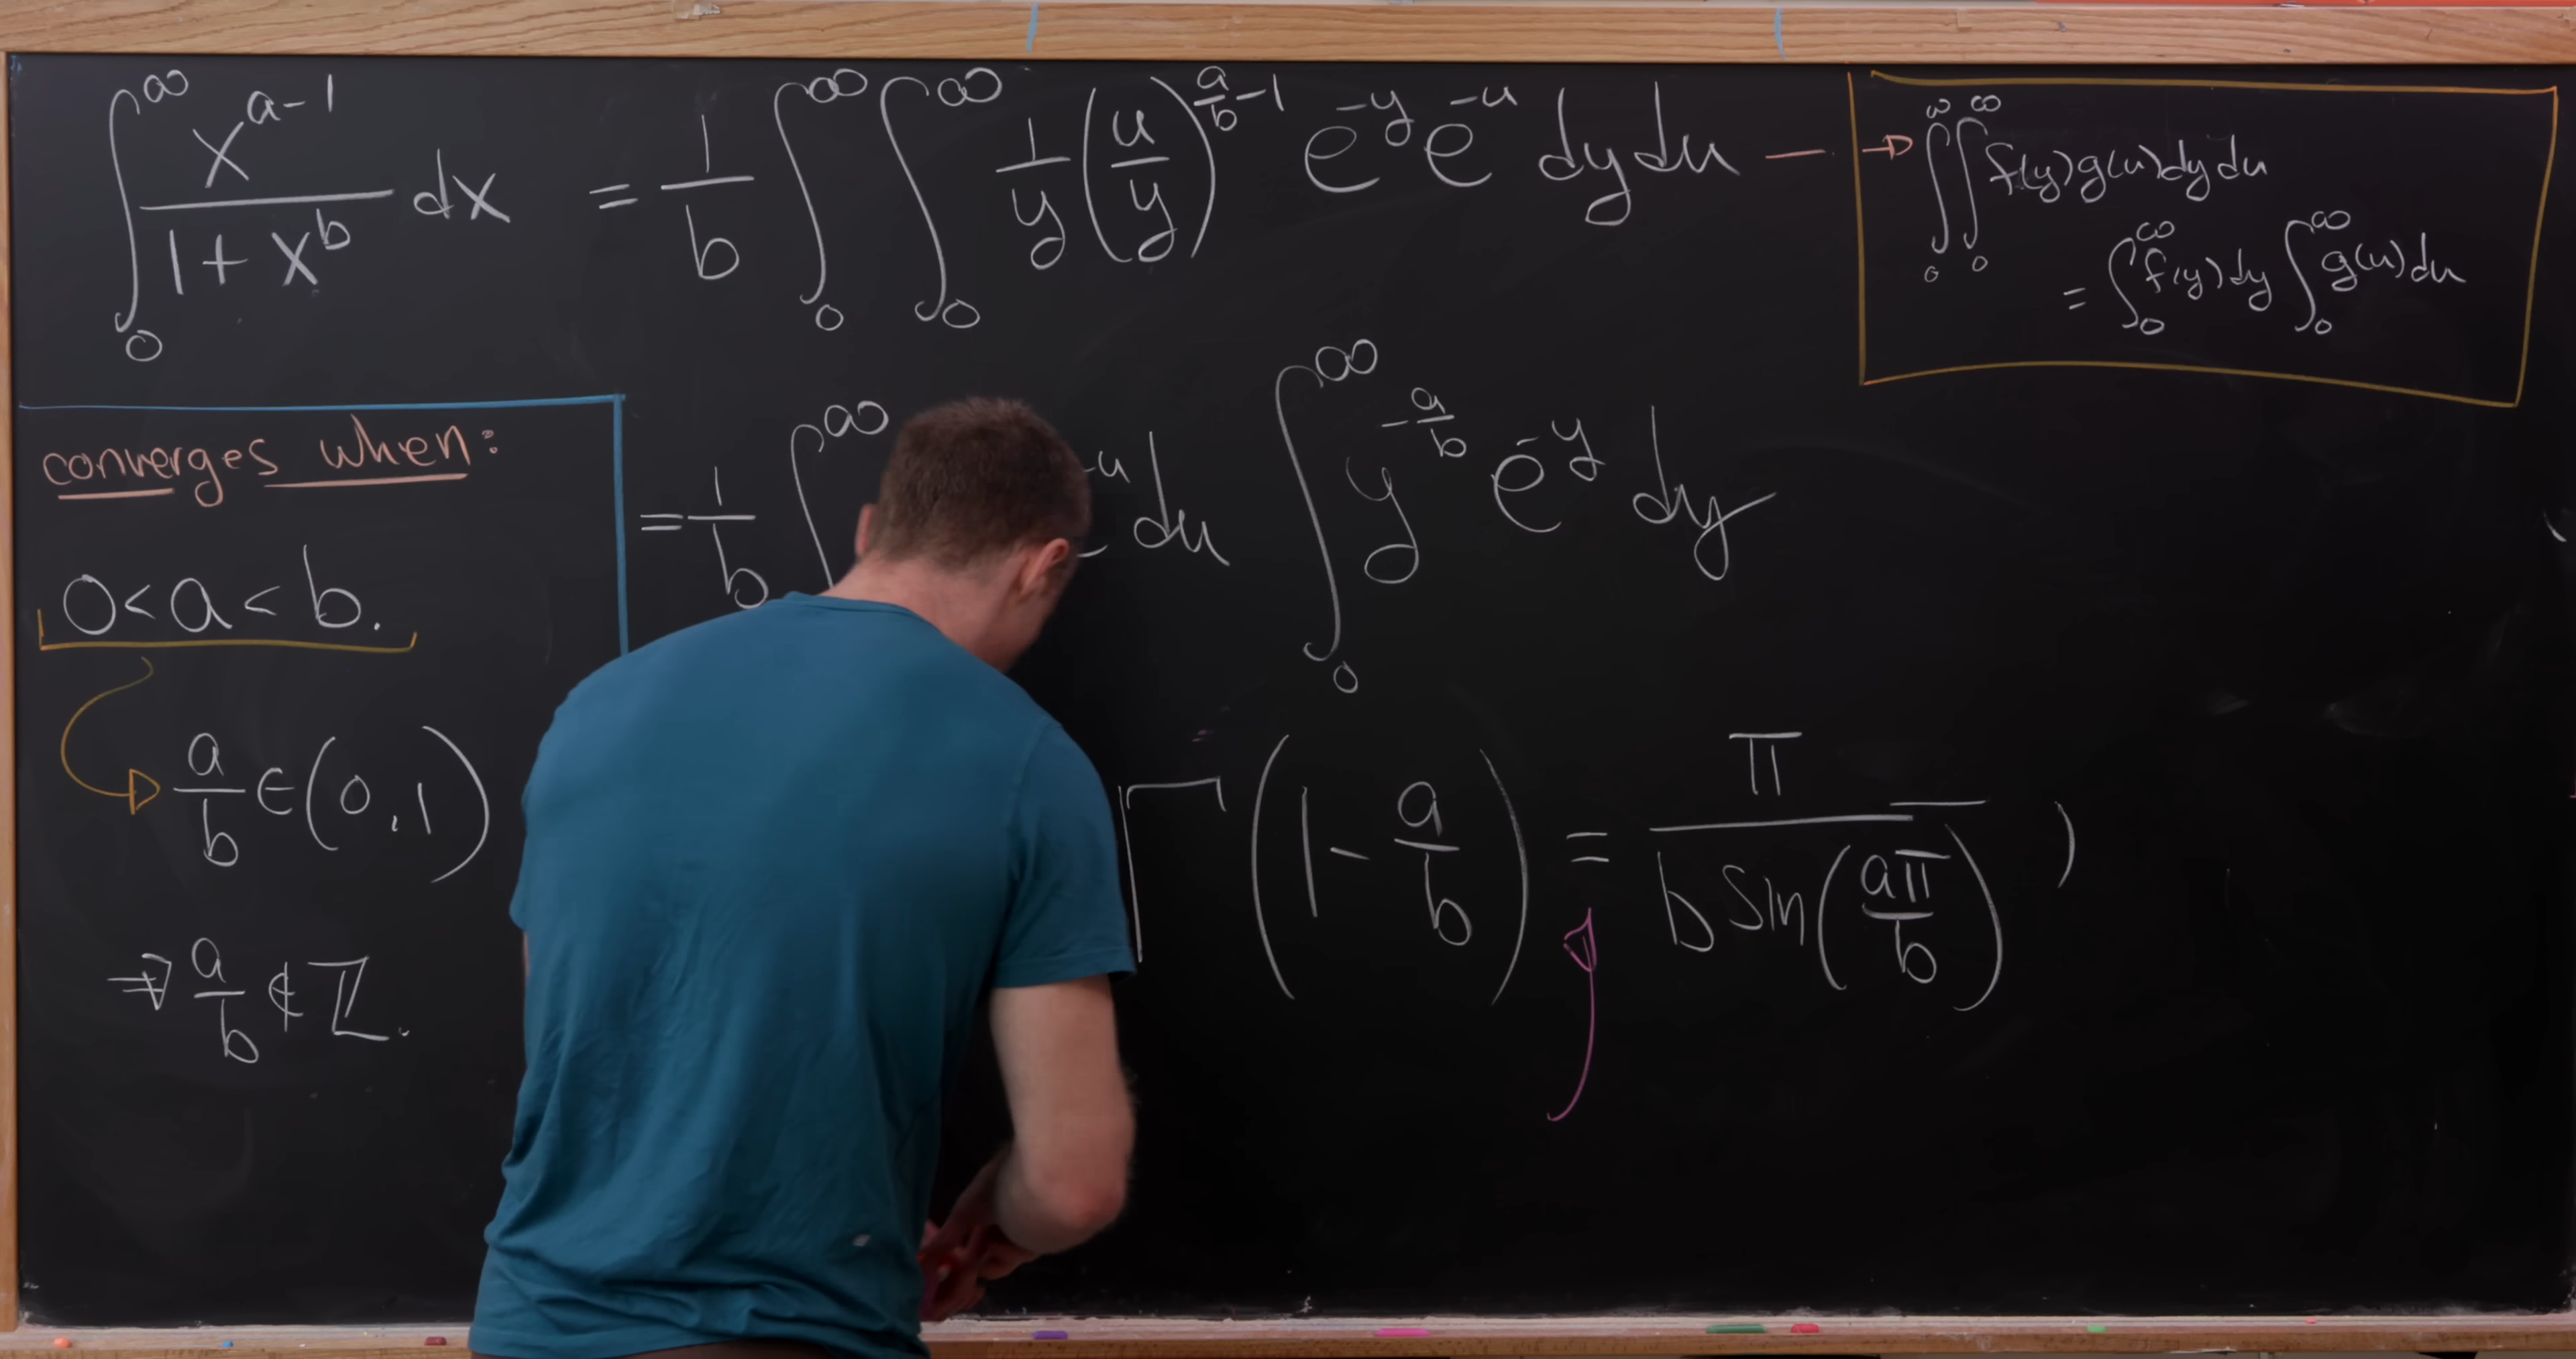 ∫₀^∞ x^(a-1)/(1+x^b) dx = 1/b ∫₀^∞ ∫₀^∞ 1/y (u/y)^(a/b -1) e^(-y) e^(-u) dy du —
→ ∫₀^∞ ∫₀^∞ f(y) g(u) dy du
= ∫₀^∞ f(y) dy ∫₀^∞ g(u) du
= 1/b ∫^∞ ^(-u) du ∫₀^∞ y^(-a/b) e^(-y) dy
Γ(1 - a/b) = π/(b sin(aπ/b))
converges when:
0 < a < b.
a/b ∈ (0, 1)
⇒ a/b ∉ ℤ.